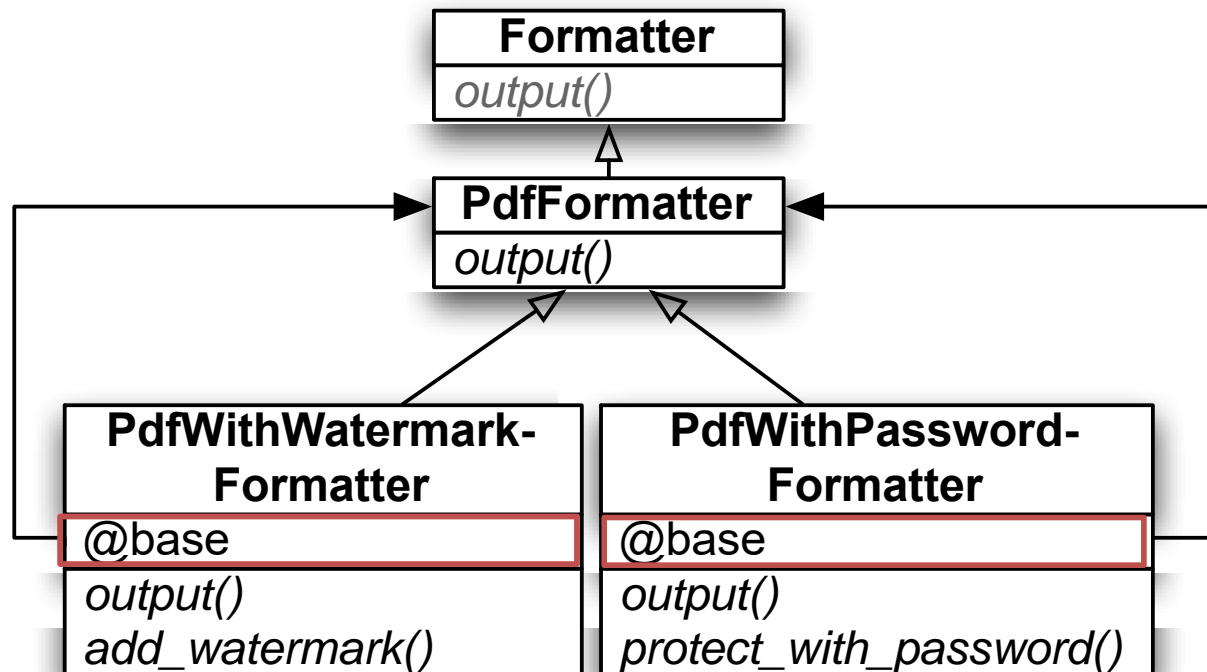 Formatter
output()
PdfFormatter
output()
PdfWithWatermark-
Formatter
@base
output()
add_watermark()
PdfWithPassword-
Formatter
@base
output()
protect_with_password()